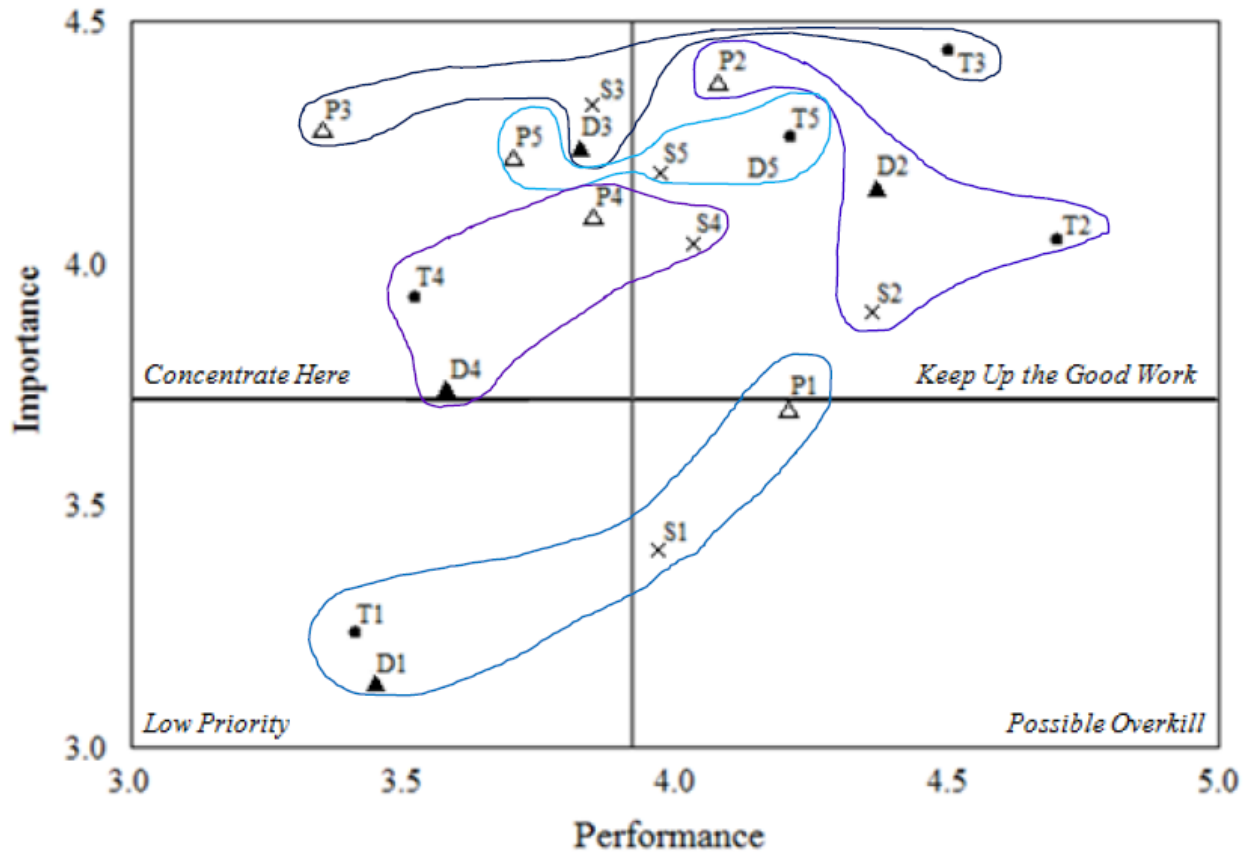 4.5
T3
P2
S3
P3
D3
T5
P5
S5
D5
D2
P4
S4
T2
4.0
T4
S2
D4
Concentrate Here
Keep Up the Good Work
P1
Importance
3.5
S1
T1
D1
Low Priority
Possible Overkill
3.0
3.0 3.5 4.0 4.5 5.0
Performance